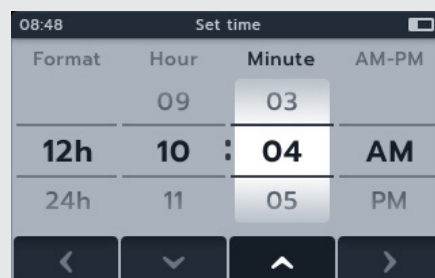 08:48 Set time
Format Hour Minute AM-PM
09 03
12h 10 : 04 AM
24h 11 05 PM